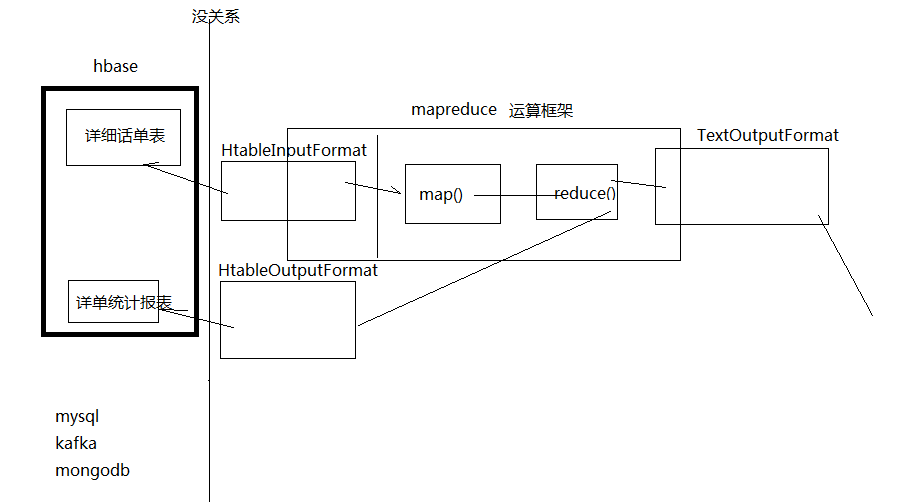 没关系
hbase
详细话单表
详单统计报表
mysql
kafka
mongodb
mapreduce 运算框架
HtableInputFormat
map()
reduce()
TextOutputFormat
HtableOutputFormat